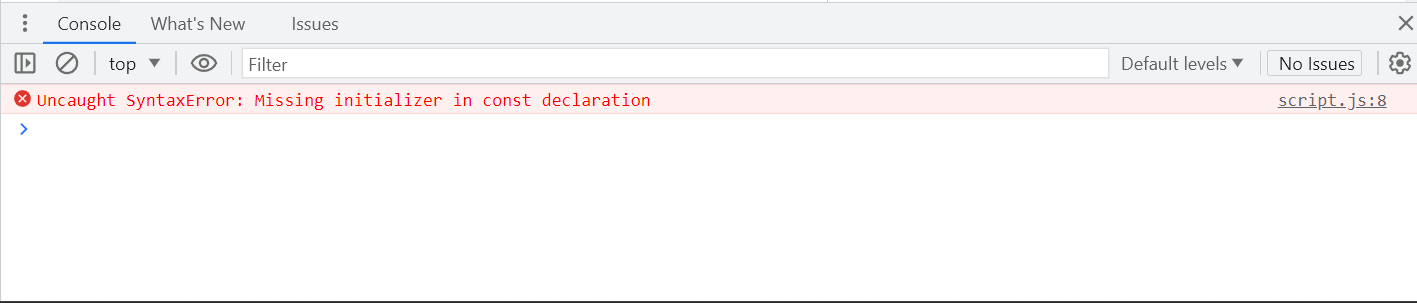 Console What's New Issues
top Filter Default levels No Issues
Uncaught SyntaxError: Missing initializer in const declaration script.js:8